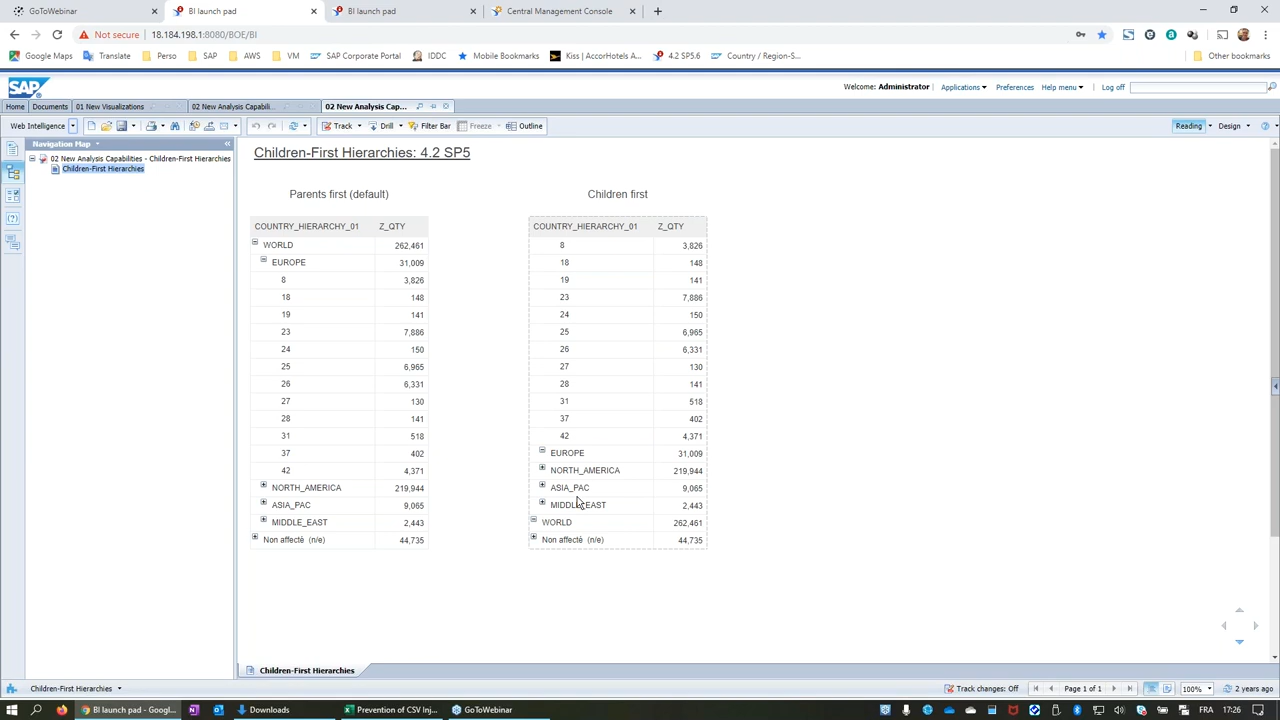 GoToWebinar
BI launch pad
BI launch pad
Central Management Console
Not secure 18.184.198.1:8080/BOE/BI
Google Maps
Translate
Perso
SAP
AWS
VM
SAP Corporate Portal
IDDC
Mobile Bookmarks
Kiss | AccorHotels A...
4.2 SP5.6
Country / Region-S...
Other bookmarks
SAP
Welcome: Administrator
Applications
Preferences
Help menu
Log off
Home
Documents
01 New Visualizations
02 New Analysis Capabili...
02 New Analysis Cap...
Web Intelligence
Track
Drill
Filter Bar
Freeze
Outline
Reading
Design
Navigation Map
02 New Analysis Capabilities - Children-First Hierarchies
Children-First Hierarchies
Children-First Hierarchies: 4.2 SP5
Parents first (default)
COUNTRY_HIERARCHY_01 Z_QTY
WORLD 262,461
EUROPE 31,009
8 3,826
18 148
19 141
23 7,886
24 150
25 6,965
26 6,331
27 130
28 141
31 518
37 402
42 4,371
NORTH_AMERICA 219,944
ASIA_PAC 9,065
MIDDLE_EAST 2,443
Non affecté (n/e) 44,735
Children first
COUNTRY_HIERARCHY_01 Z_QTY
8 3,826
18 148
19 141
23 7,886
24 150
25 6,965
26 6,331
27 130
28 141
31 518
37 402
42 4,371
EUROPE 31,009
NORTH_AMERICA 219,944
ASIA_PAC 9,065
MIDDLE_EAST 2,443
WORLD 262,461
Non affecté (n/e) 44,735
Children-First Hierarchies
Children-First Hierarchies
Track changes: Off
Page 1 of 1
100%
2 years ago
BI launch pad - Googl...
Downloads
Prevention of CSV Inj...
GoToWebinar
FR
17:26